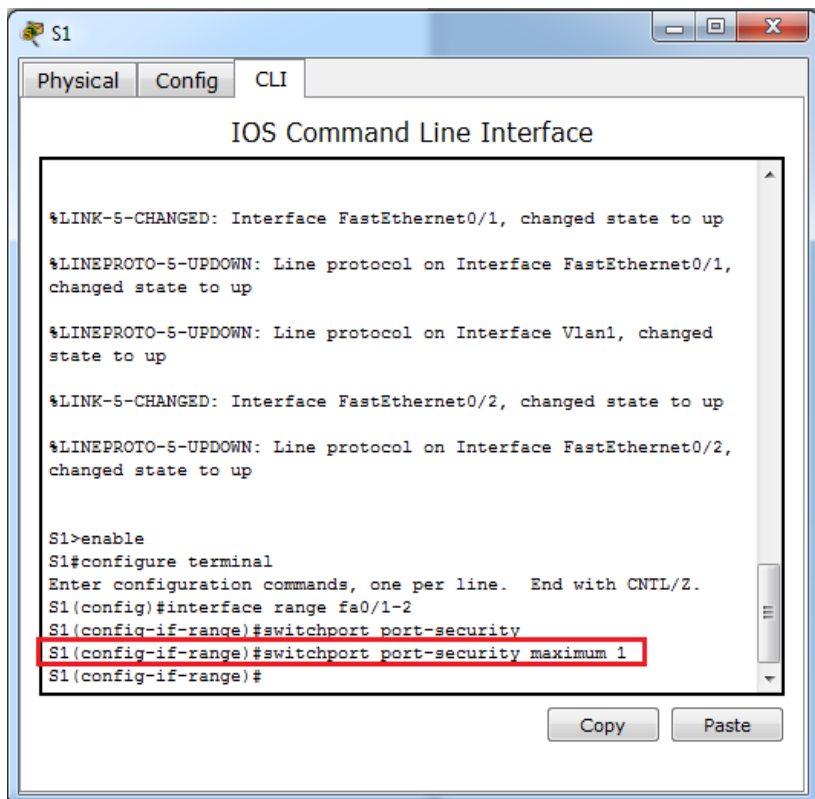 S1
Physical Config CLI
IOS Command Line Interface
%LINK-5-CHANGED: Interface FastEthernet0/1, changed state to up
%LINEPROTO-5-UPDOWN: Line protocol on Interface FastEthernet0/1,
changed state to up
%LINEPROTO-5-UPDOWN: Line protocol on Interface Vlan1, changed
state to up
%LINK-5-CHANGED: Interface FastEthernet0/2, changed state to up
%LINEPROTO-5-UPDOWN: Line protocol on Interface FastEthernet0/2,
changed state to up
S1>enable
S1#configure terminal
Enter configuration commands, one per line.  End with CNTL/Z.
S1(config)#interface range fa0/1-2
S1(config-if-range)#switchport port-security
S1(config-if-range)#switchport port-security maximum 1
S1(config-if-range)#
Copy Paste